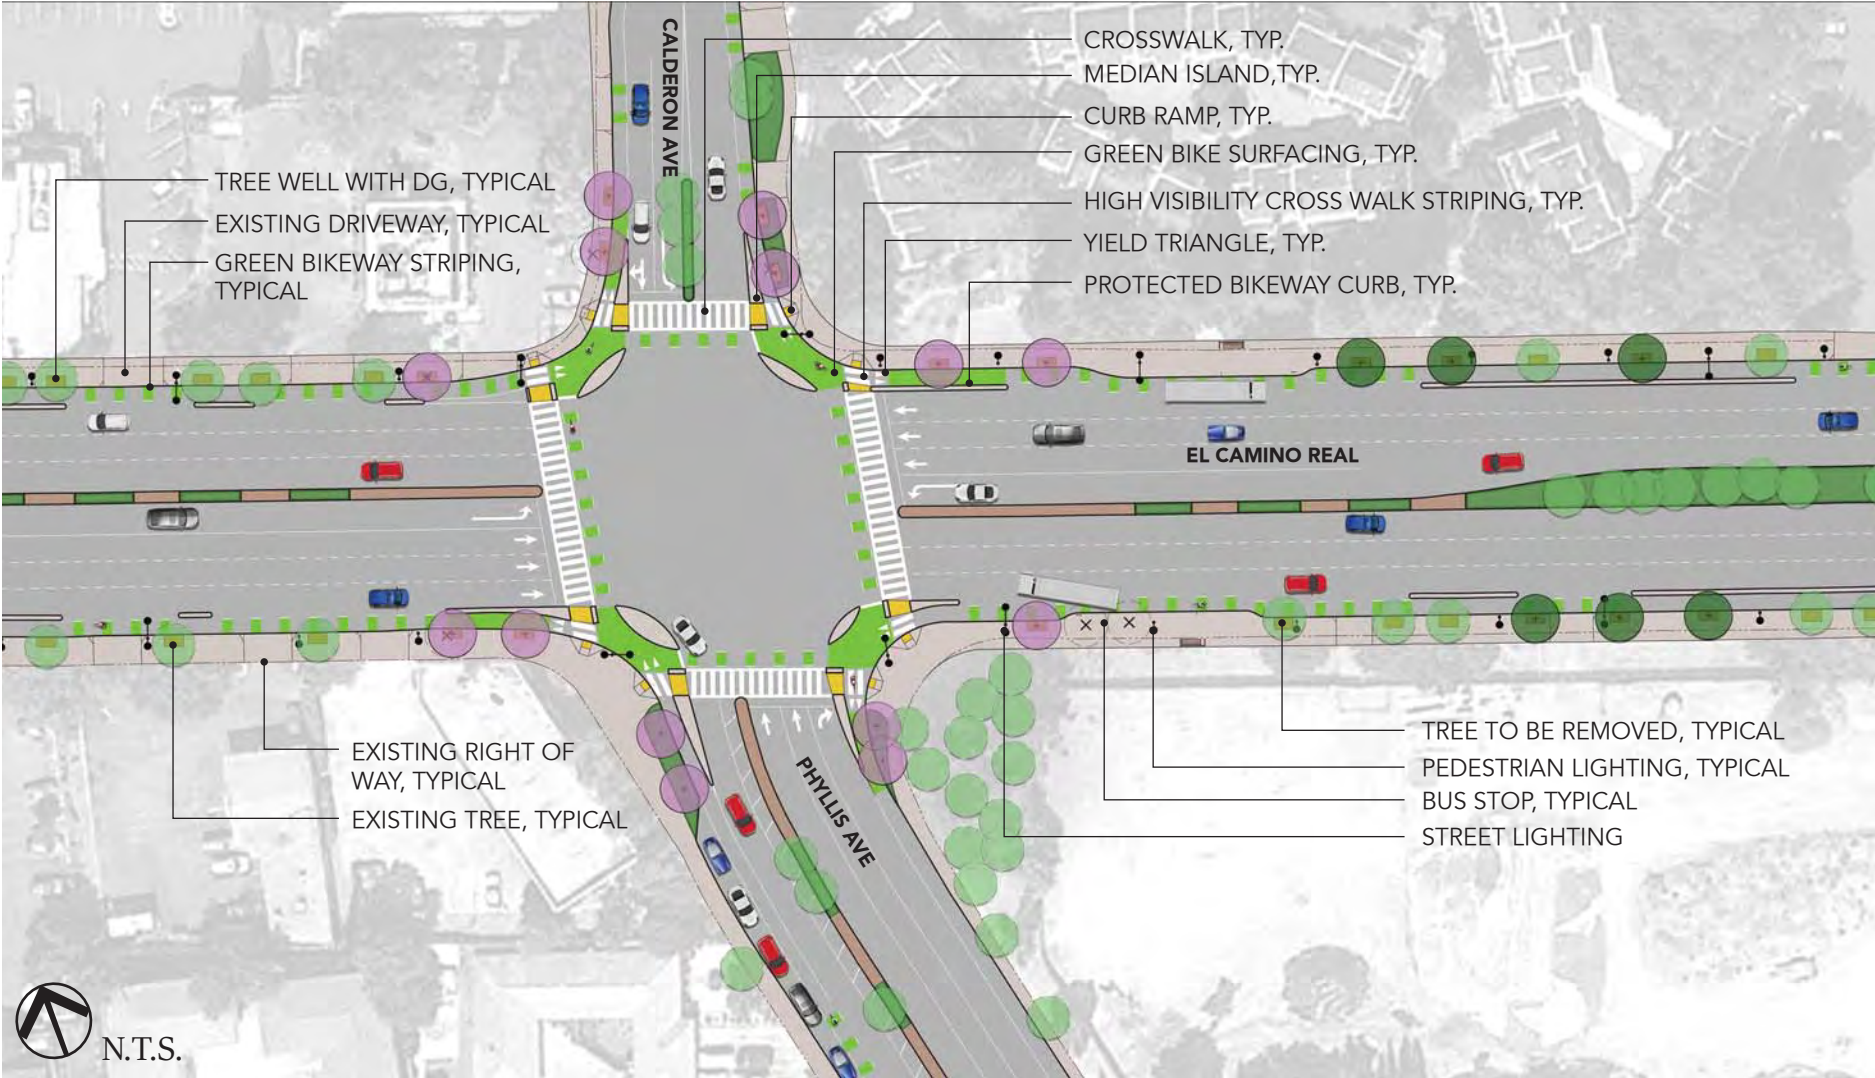 CALDERON AVE
CROSSWALK, TYP.
MEDIAN ISLAND,TYP.
CURB RAMP, TYP.
GREEN BIKE SURFACING, TYP.
HIGH VISIBILITY CROSS WALK STRIPING, TYP.
YIELD TRIANGLE, TYP.
PROTECTED BIKEWAY CURB, TYP.
TREE WELL WITH DG, TYPICAL
EXISTING DRIVEWAY, TYPICAL
GREEN BIKEWAY STRIPING,
TYPICAL
EL CAMINO REAL
EXISTING RIGHT OF
WAY, TYPICAL
EXISTING TREE, TYPICAL
PHYLLIS AVE
TREE TO BE REMOVED, TYPICAL
PEDESTRIAN LIGHTING, TYPICAL
BUS STOP, TYPICAL
STREET LIGHTING
N.T.S.